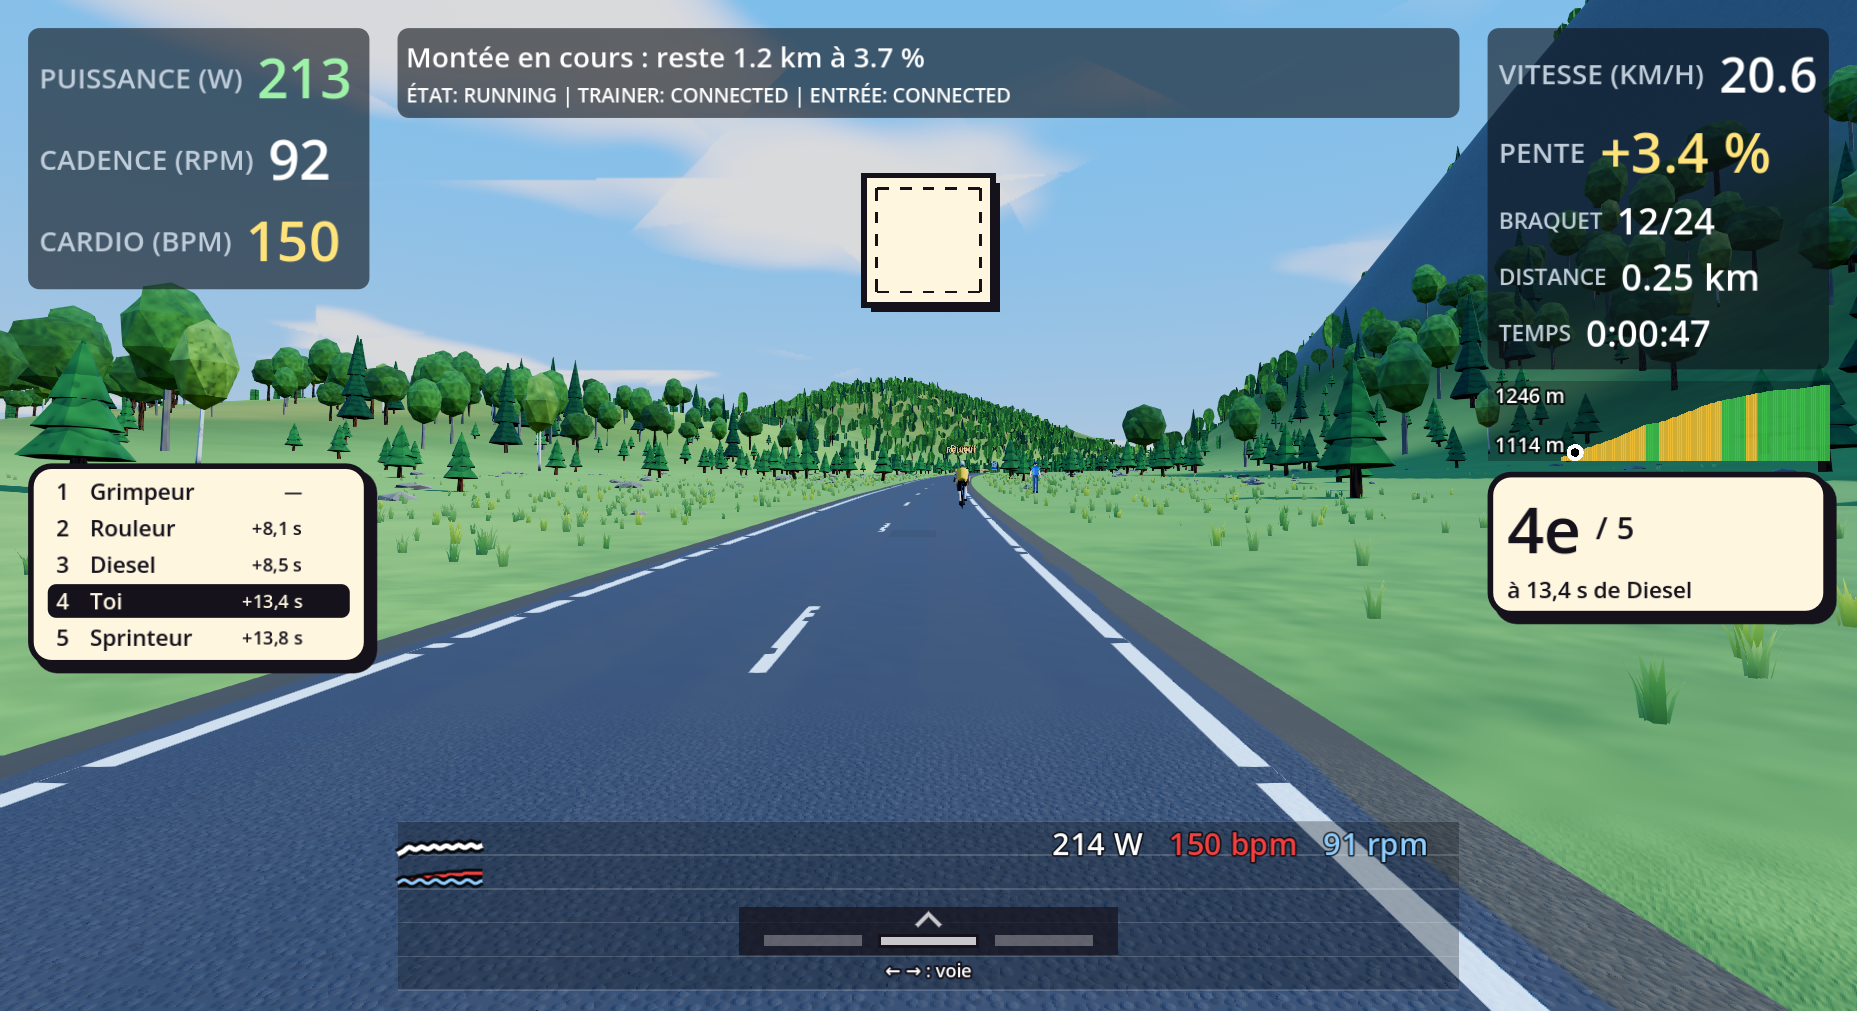 PUISSANCE (W) 213
CADENCE (RPM) 92
CARDIO (BPM) 150
Montée en cours : reste 1.2 km à 3.7 %
ÉTAT: RUNNING | TRAINER: CONNECTED | ENTRÉE: CONNECTED
VITESSE (KM/H) 20.6
PENTE +3.4 %
BRAQUET 12/24
DISTANCE 0.25 km
TEMPS 0:00:47
1246 m
1114 m
1 Grimpeur —
2 Rouleur +8,1 s
3 Diesel +8,5 s
4 Toi +13,4 s
5 Sprinteur +13,8 s
4e / 5
à 13,4 s de Diesel
214 W 150 bpm 91 rpm
← → : voie